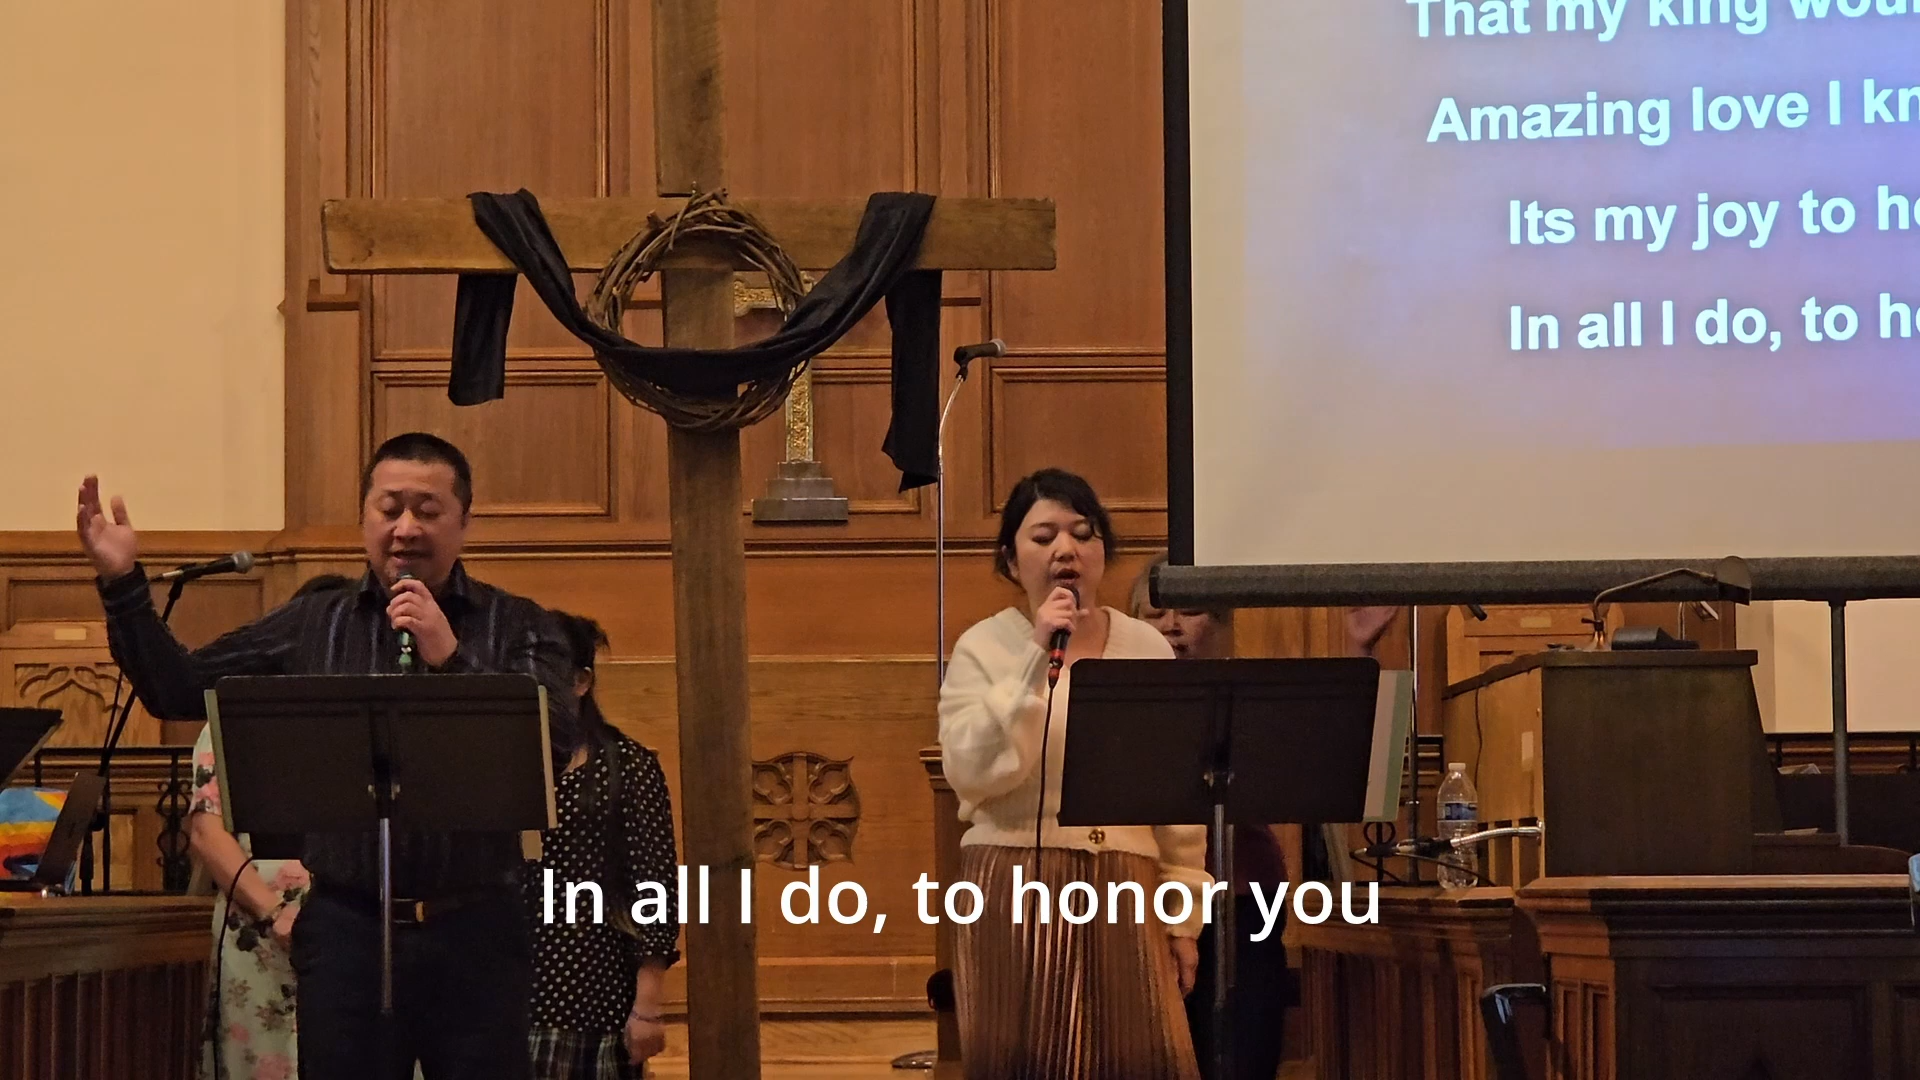 That my king
Amazing love I
Its my joy to
In all I do, to
In all I do, to honor you